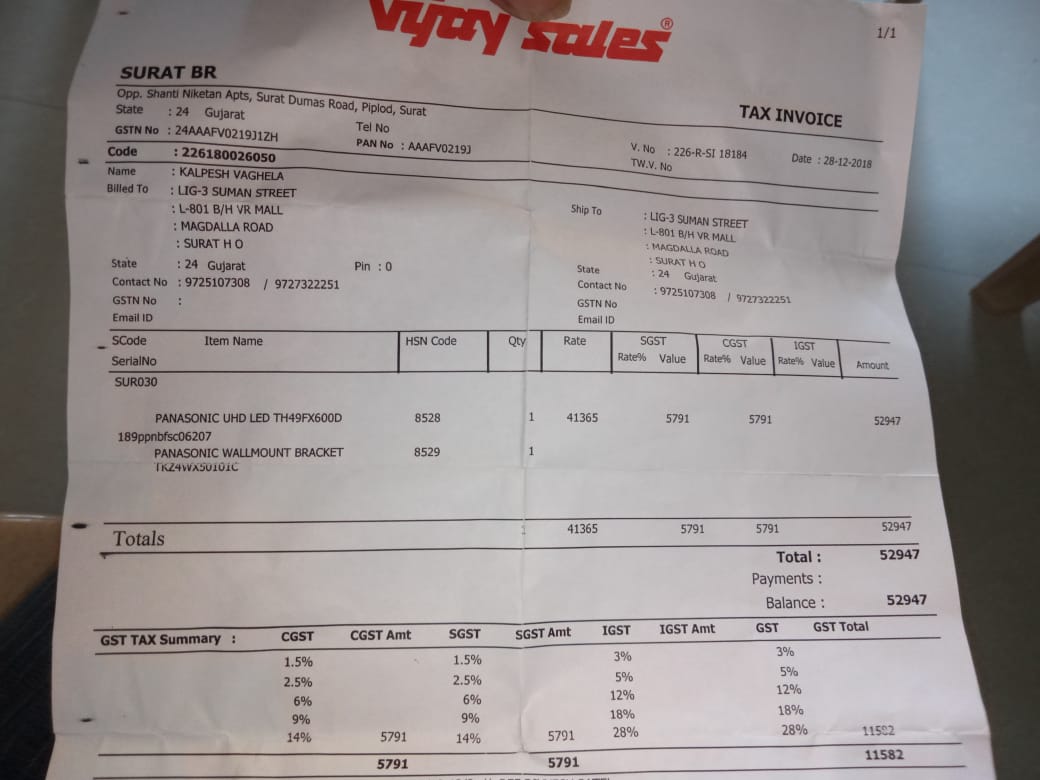 Vijay Sales®
1/1
SURAT BR
Opp. Shanti Niketan Apts, Surat Dumas Road, Piplod, Surat
State : 24 Gujarat
Tel No
GSTN No : 24AAAFV0219J1ZH
PAN No : AAAFV0219J
TAX INVOICE
Code : 226180026050
V. No : 226-R-SI 18184 Date : 28-12-2018
TW.V. No
Name : KALPESH VAGHELA
Billed To : LIG-3 SUMAN STREET
: L-801 B/H VR MALL
: MAGDALLA ROAD
: SURAT H O
State : 24 Gujarat Pin : 0
Contact No : 9725107308 / 9727322251
GSTN No :
Email ID
Ship To : LIG-3 SUMAN STREET
: L-801 B/H VR MALL
: MAGDALLA ROAD
: SURAT H O
State : 24 Gujarat
Contact No : 9725107308 / 9727322251
GSTN No
Email ID
SCode Item Name HSN Code Qty Rate SGST CGST IGST
SerialNo Rate% Value Rate% Value Rate% Value Amount
SUR030
PANASONIC UHD LED TH49FX600D 8528 1 41365 5791 5791 52947
189ppnbfsc06207
PANASONIC WALLMOUNT BRACKET 8529 1
TKZ4WX50101C
Totals 1 41365 5791 5791 52947
Total : 52947
Payments :
Balance : 52947
GST TAX Summary : CGST CGST Amt SGST SGST Amt IGST IGST Amt GST GST Total
1.5% 1.5% 3% 3%
2.5% 2.5% 5% 5%
6% 6% 12% 12%
9% 9% 18% 18%
14% 5791 14% 5791 28% 28% 11582
5791 5791 11582